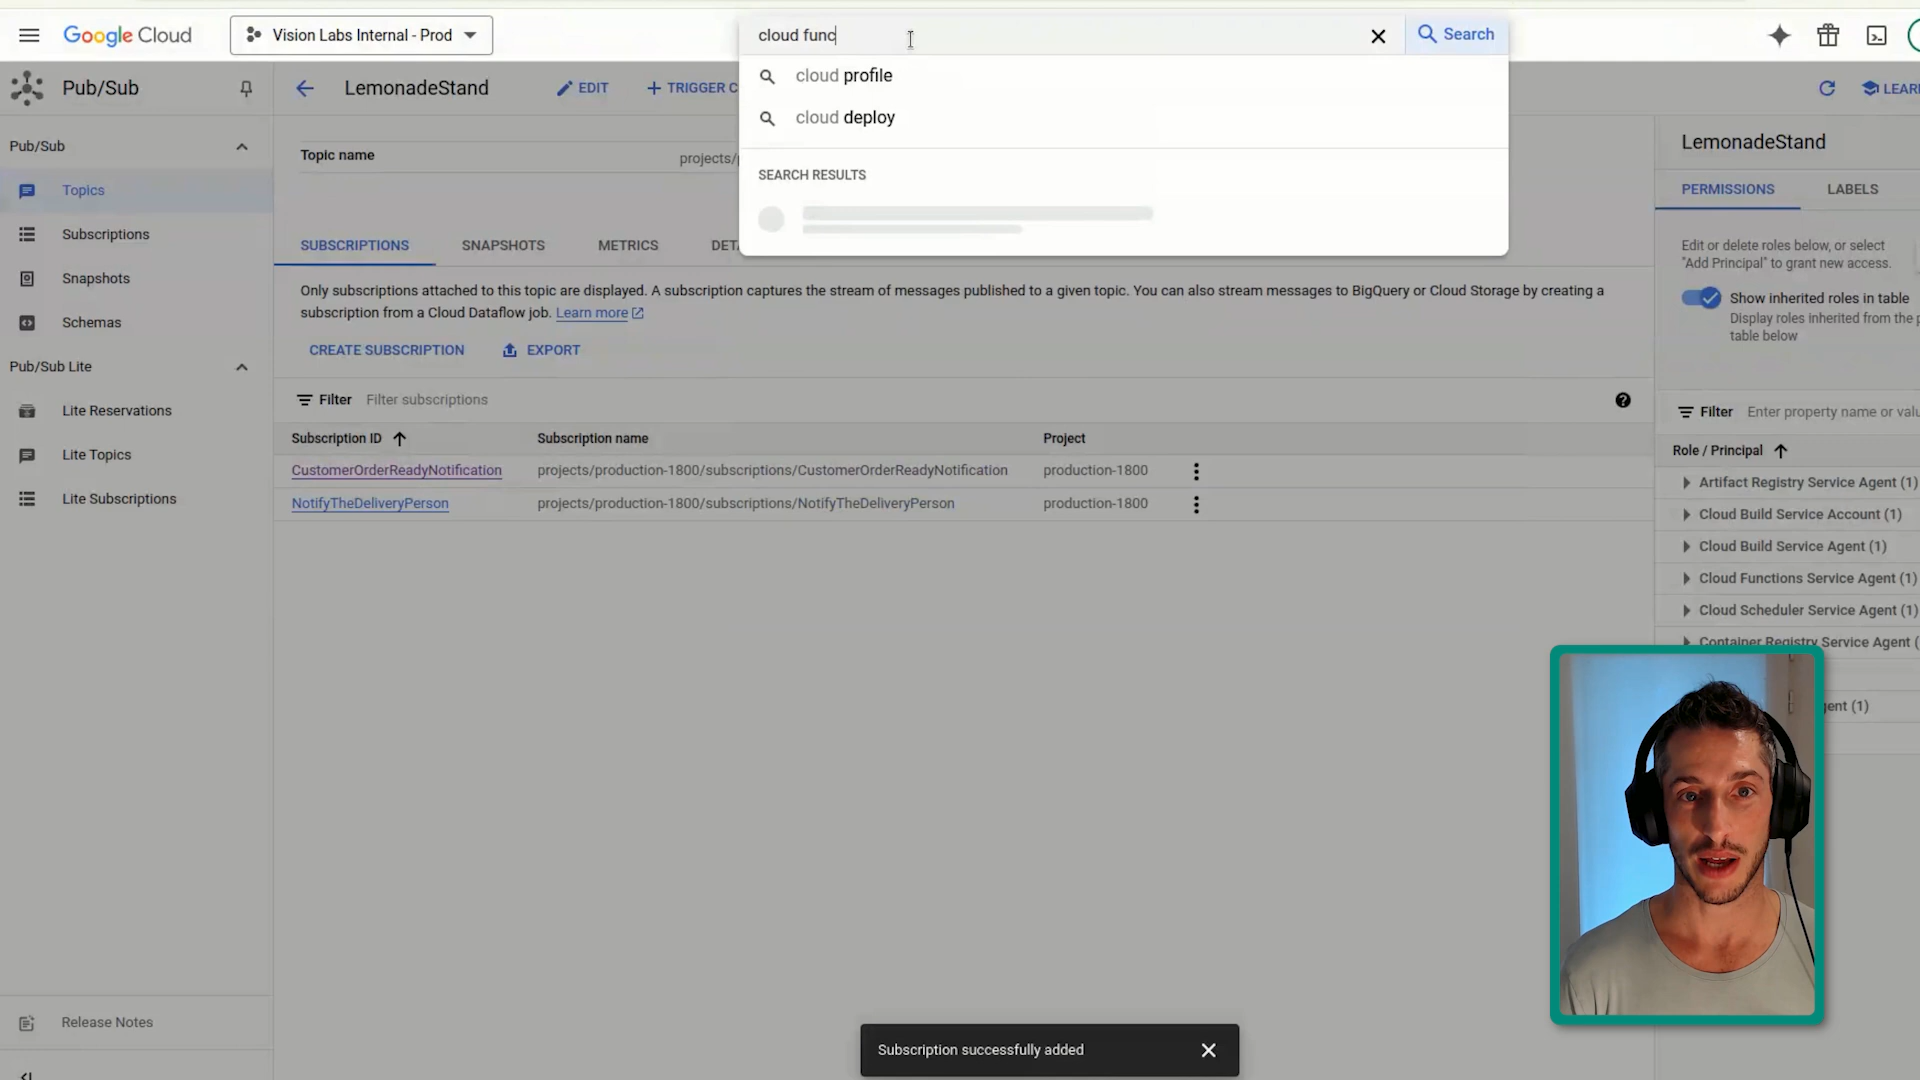 Google Cloud
Vision Labs Internal - Prod
cloud func
Search
Pub/Sub
LemonadeStand
EDIT
TRIGGER C
cloud profile
cloud deploy
SEARCH RESULTS
LEAR
Pub/Sub
Topics
Subscriptions
Snapshots
Schemas
Pub/Sub Lite
Lite Reservations
Lite Topics
Lite Subscriptions
Release Notes
Topic name
projects/
SUBSCRIPTIONS
SNAPSHOTS
METRICS
DET
Only subscriptions attached to this topic are displayed. A subscription captures the stream of messages published to a given topic. You can also stream messages to BigQuery or Cloud Storage by creating a
subscription from a Cloud Dataflow job. Learn more
CREATE SUBSCRIPTION
EXPORT
Filter Filter subscriptions
Subscription ID Subscription name Project
CustomerOrderReadyNotification projects/production-1800/subscriptions/CustomerOrderReadyNotification production-1800
NotifyTheDeliveryPerson projects/production-1800/subscriptions/NotifyTheDeliveryPerson production-1800
LemonadeStand
PERMISSIONS
LABELS
Edit or delete roles below, or select
"Add Principal" to grant new access.
Show inherited roles in table
Display roles inherited from the p
table below
Filter Enter property name or valu
Role / Principal
Artifact Registry Service Agent (1)
Cloud Build Service Account (1)
Cloud Build Service Agent (1)
Cloud Functions Service Agent (1)
Cloud Scheduler Service Agent (1)
Container Registry Service Agent (
gent (1)
Subscription successfully added